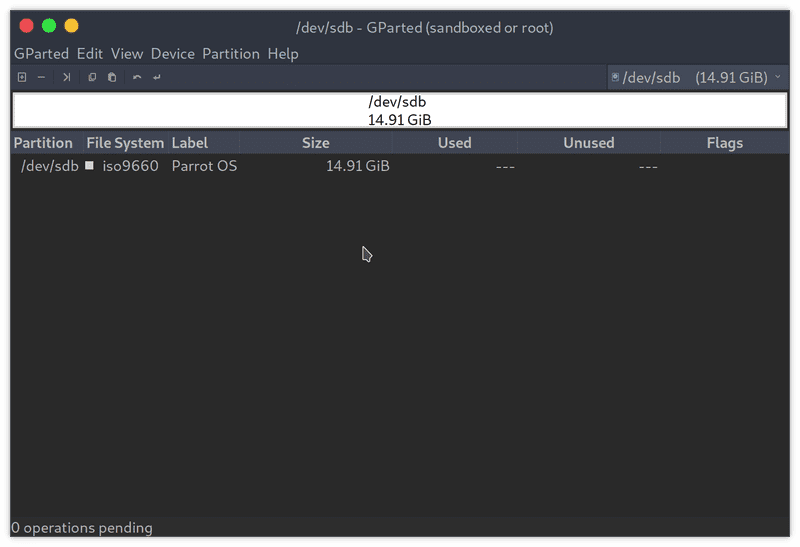 /dev/sdb - GParted (sandboxed or root)
GParted Edit View Device Partition Help
/dev/sdb (14.91 GiB)
/dev/sdb
14.91 GiB
Partition File System Label Size Used Unused Flags
/dev/sdb iso9660 Parrot OS 14.91 GiB --- ---
0 operations pending